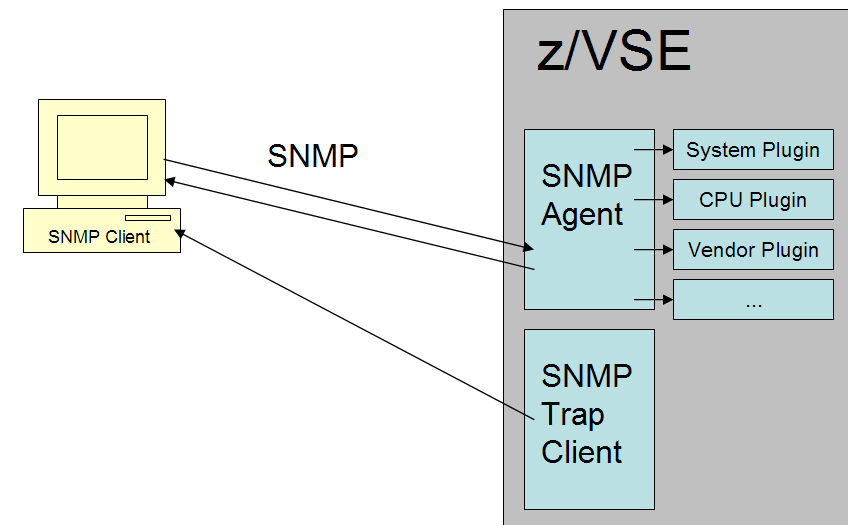 z/VSE
SNMP
SNMP Client
SNMP
Agent
System Plugin
CPU Plugin
Vendor Plugin
...
SNMP
Trap
Client